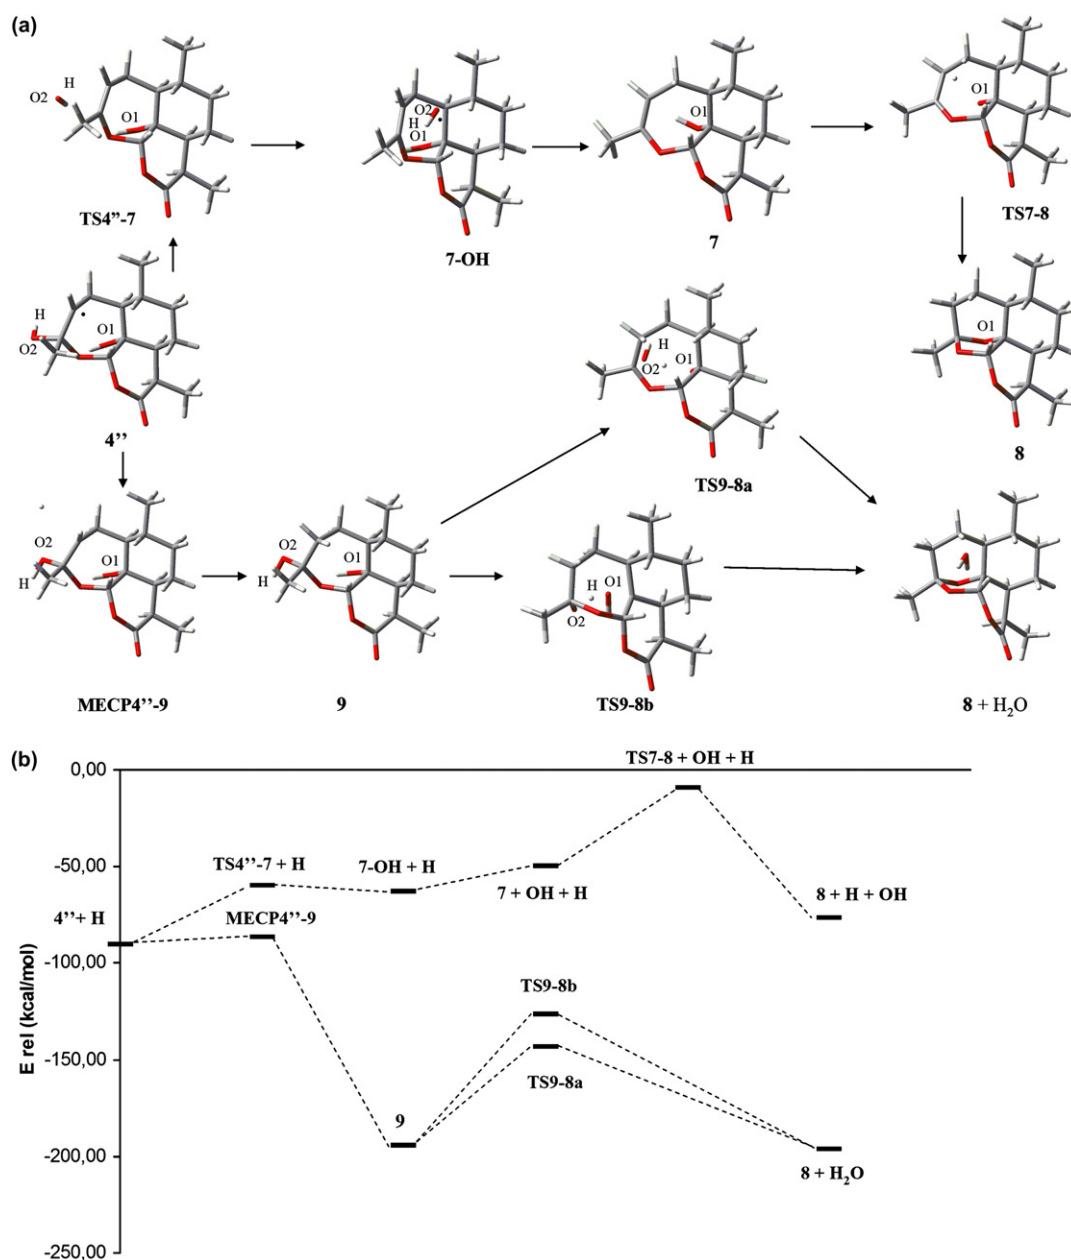 (a)
H
O2
O1
TS4”-7
O2
H
O1
7-OH
O1
7
O1
TS7-8
H
O1
O2
4’’
H
O2
O1
TS9-8a
O1
8
O2
O1
H
MECP4’’-9
O2
O1
H
9
O1
H
O2
TS9-8b
8 + H₂O
(b)
E rel (kcal/mol)
0,00
-50,00
-100,00
-150,00
-200,00
-250,00
4’’+ H
TS4’’-7 + H
7-OH + H
7 + OH + H
TS7-8 + OH + H
8 + H + OH
MECP4’’-9
9
TS9-8b
TS9-8a
8 + H₂O